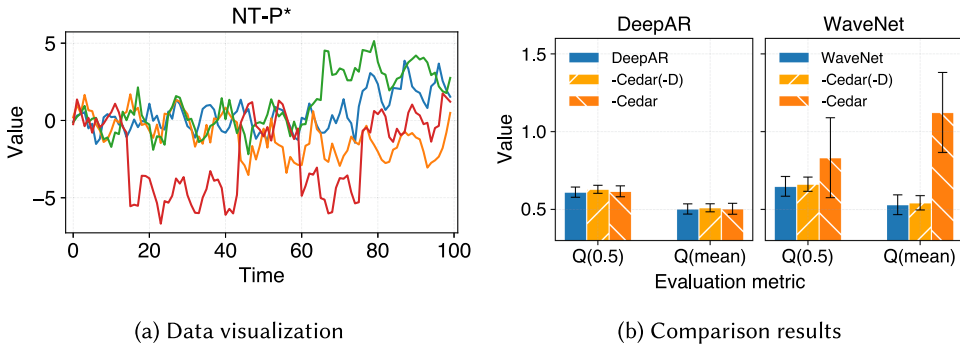 NT-P*
Value
5
0
−5
0
20
40
60
80
100
Time
(a) Data visualization
DeepAR
WaveNet
Value
1.5
1.0
0.5
DeepAR
-Cedar(-D)
-Cedar
WaveNet
-Cedar(-D)
-Cedar
Q(0.5)
Q(mean)
Q(0.5)
Q(mean)
Evaluation metric
(b) Comparison results